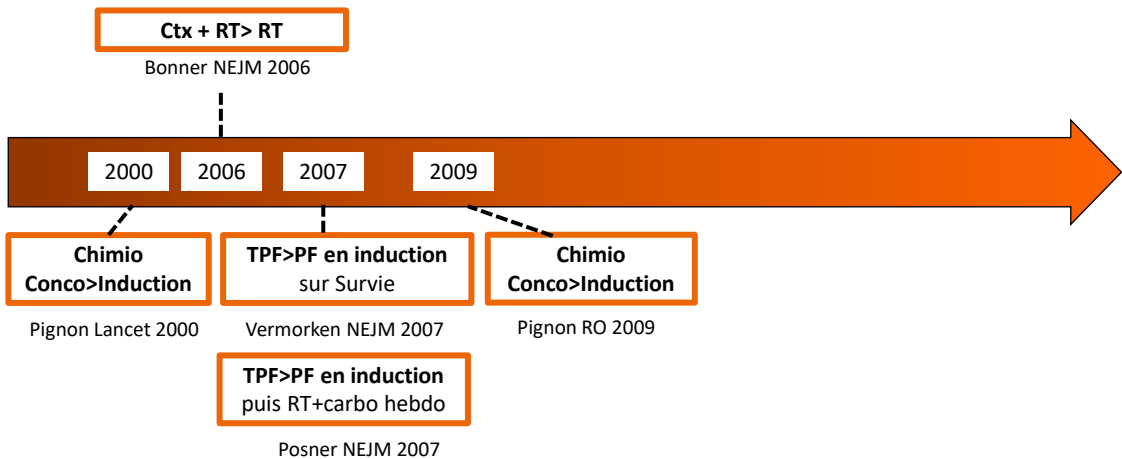 Ctx + RT> RT
Bonner NEJM 2006
2000
2006
2007
2009
Chimio
Conco>Induction
Pignon Lancet 2000
TPF>PF en induction
sur Survie
Vermorken NEJM 2007
TPF>PF en induction
puis RT+carbo hebdo
Posner NEJM 2007
Chimio
Conco>Induction
Pignon RO 2009